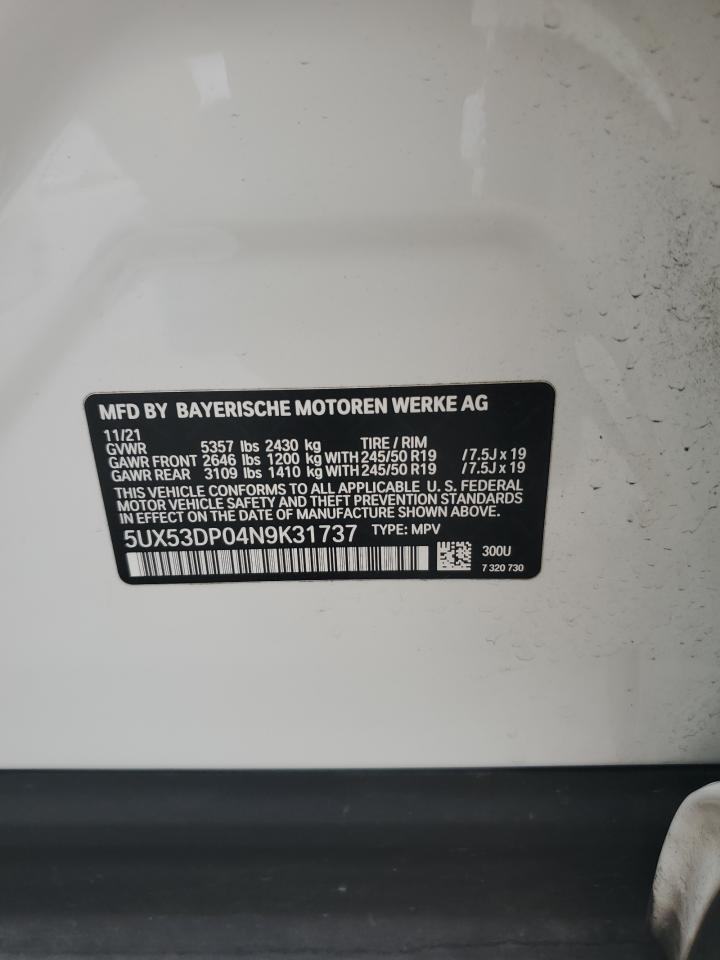 MFD BY BAYERISCHE MOTOREN WERKE AG
11/21
GVWR 5357 lbs 2430 kg TIRE / RIM
GAWR FRONT 2646 lbs 1200 kg WITH 245/50 R19 / 7.5J x 19
GAWR REAR 3109 lbs 1410 kg WITH 245/50 R19 / 7.5J x 19
THIS VEHICLE CONFORMS TO ALL APPLICABLE U. S. FEDERAL
MOTOR VEHICLE SAFETY AND THEFT PREVENTION STANDARDS
IN EFFECT ON THE DATE OF MANUFACTURE SHOWN ABOVE.
5UX53DP04N9K31737 TYPE: MPV
300U
7 320 730